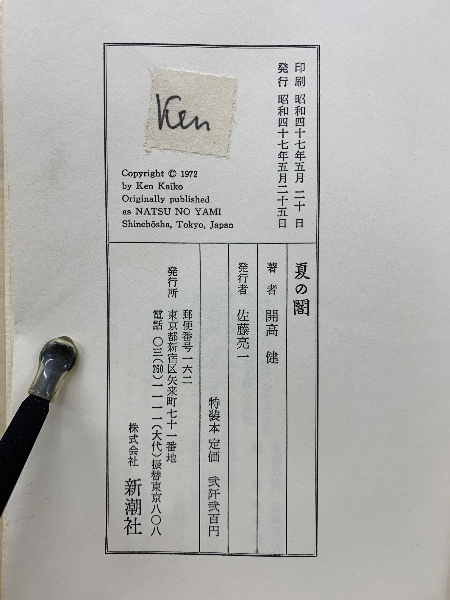 印刷 昭和四十七年五月 二十 日
発行 昭和四十七年五月二十五日
Ken
Copyright © 1972
by Ken Kaiko
Originally published
as NATSU NO YAMI
Shinchōsha, Tokyo, Japan
夏の闇
著者 開高 健
発行者 佐藤亮一
特装本 定価 弐阡弐百円
発行所
郵便番号一六二
東京都新宿区矢来町七十一番地
電話 〇三(260)一一一一(大代)振替東京八〇八
株式会社 新潮社